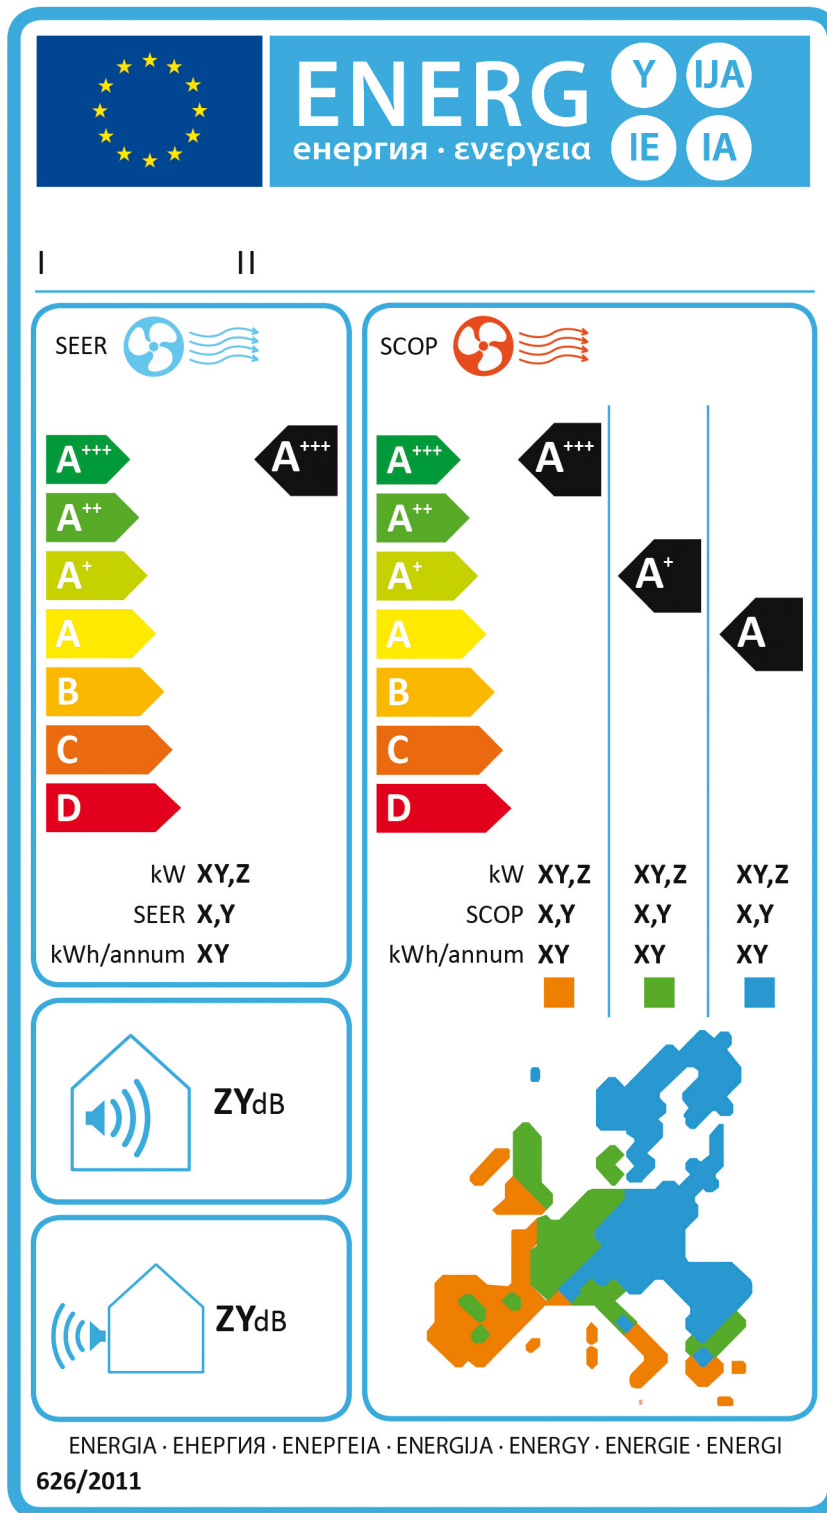 ENERG Y IJA
енергия · ενεργεια IE IA
I II
SEER
A+++ A+++
A++
A+
A
B
C
D
kW XY,Z
SEER X,Y
kWh/annum XY
SCOP
A+++ A+++
A++
A+ A+
A A
B
C
D
kW XY,Z XY,Z XY,Z
SCOP X,Y X,Y X,Y
kWh/annum XY XY XY
ZYdB
ZYdB
ENERGIA · ЕНЕРГИЯ · ΕΝΕΡΓΕΙΑ · ENERGIJA · ENERGY · ENERGIE · ENERGI
626/2011